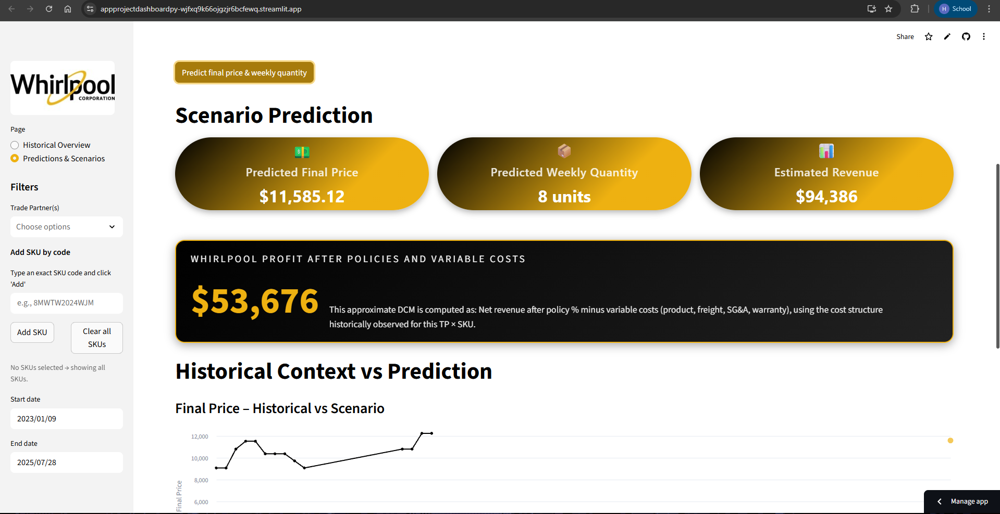 appprojectdashboardpy-wjfxq9k66ojgzjr6bcfewq.streamlit.app
H School
Share
Whirlpool
CORPORATION
Page
Historical Overview
Predictions & Scenarios
Filters
Trade Partner(s)
Choose options
Add SKU by code
Type an exact SKU code and click
'Add'
e.g., 8MWTW2024WJM
Add SKU
Clear all
SKUs
No SKUs selected → showing all
SKUs.
Start date
2023/01/09
End date
2025/07/28
Predict final price & weekly quantity
Scenario Prediction
Predicted Final Price
$11,585.12
Predicted Weekly Quantity
8 units
Estimated Revenue
$94,386
WHIRLPOOL PROFIT AFTER POLICIES AND VARIABLE COSTS
$53,676
This approximate DCM is computed as: Net revenue after policy % minus variable costs (product, freight, SG&A, warranty), using the cost structure
historically observed for this TP × SKU.
Historical Context vs Prediction
Final Price – Historical vs Scenario
12,000
10,000
8,000
6,000
Final Price
Manage app